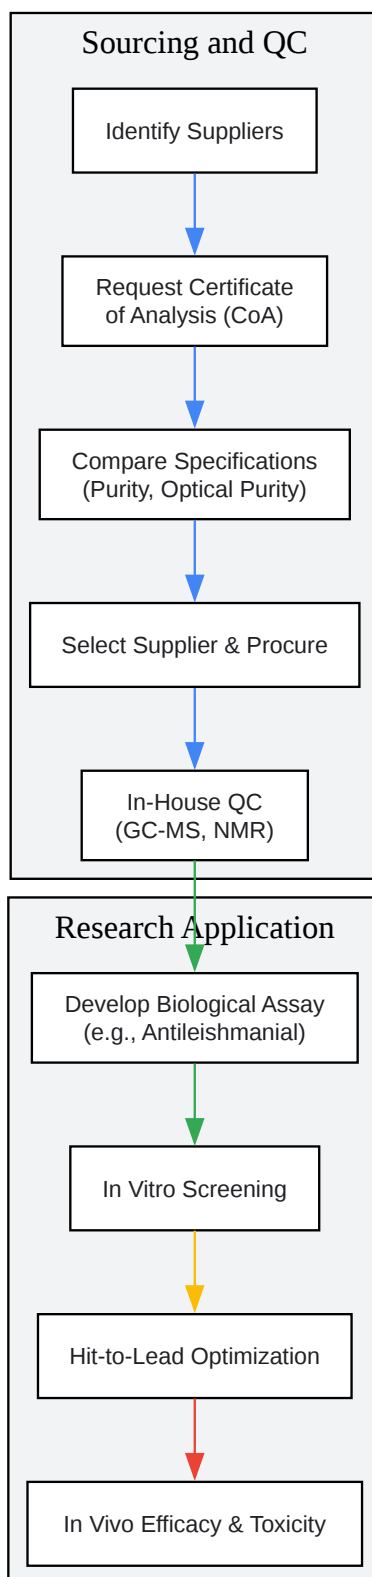 Sourcing and QC
Identify Suppliers
Request Certificate
of Analysis (CoA)
Compare Specifications
(Purity, Optical Purity)
Select Supplier & Procure
In-House QC
(GC-MS, NMR)
Research Application
Develop Biological Assay
(e.g., Antileishmanial)
In Vitro Screening
Hit-to-Lead Optimization
In Vivo Efficacy & Toxicity